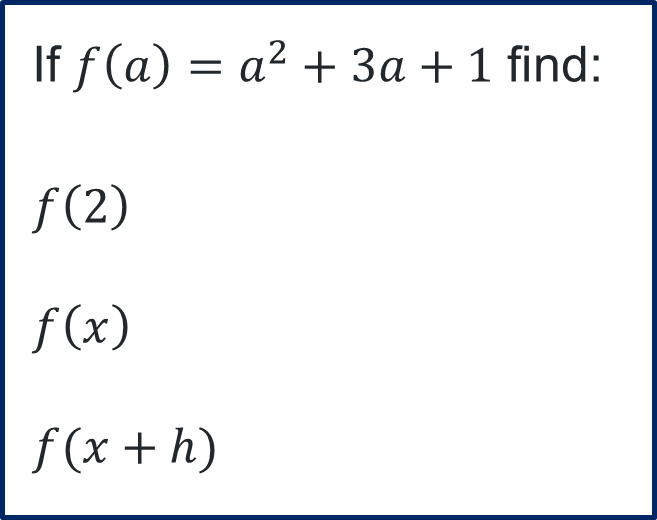 If f(a) = a² + 3a + 1 find:
f(2)
f(x)
f(x + h)